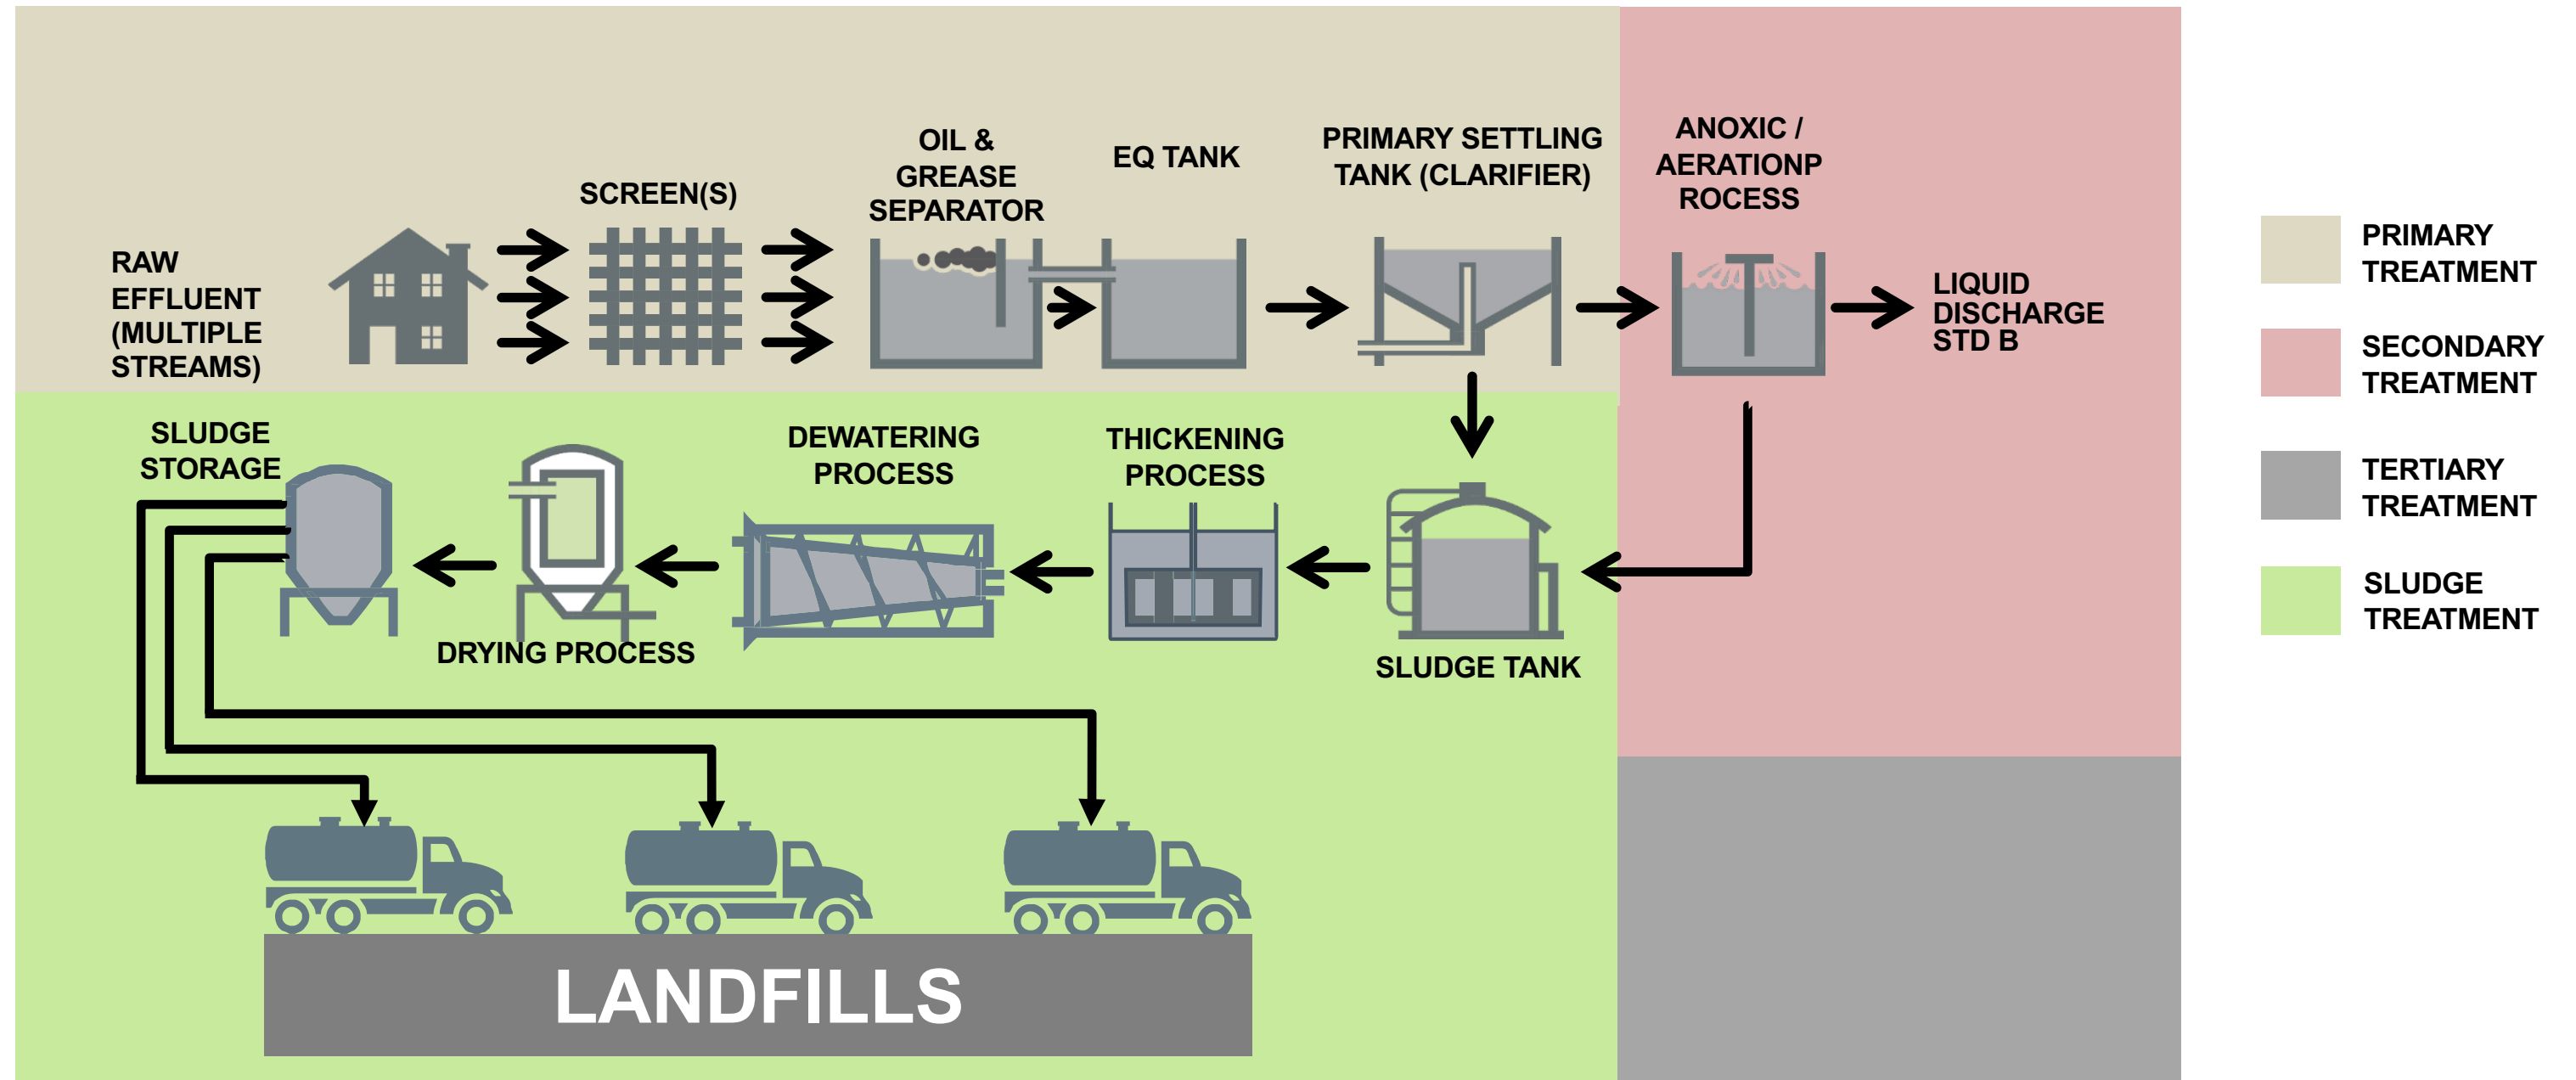 RAW
EFFLUENT
(MULTIPLE
STREAMS)
SCREEN(S)
OIL &
GREASE
SEPARATOR
EQ TANK
PRIMARY SETTLING
TANK (CLARIFIER)
ANOXIC /
AERATIONP
ROCESS
LIQUID
DISCHARGE
STD B
SLUDGE
STORAGE
DRYING PROCESS
DEWATERING
PROCESS
THICKENING
PROCESS
SLUDGE TANK
LANDFILLS
PRIMARY
TREATMENT
SECONDARY
TREATMENT
TERTIARY
TREATMENT
SLUDGE
TREATMENT